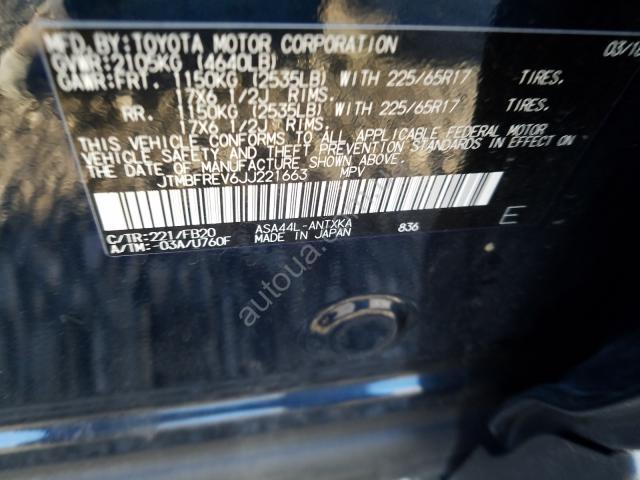 MFD. BY: TOYOTA MOTOR CORPORATION
GVWR: 2105KG (4640LB)
GAWR: FRT. 1150KG (2535LB) WITH 225/65R17 TIRES.
17X6 1/2J RIMS.
RR. 1150KG (2535LB) WITH 225/65R17 TIRES.
17X6 1/2J RIMS.
THIS VEHICLE CONFORMS TO ALL APPLICABLE FEDERAL MOTOR VEHICLE
SAFETY AND BUMPER STANDARDS IN EFFECT ON
THE DATE OF MANUFACTURE SHOWN ABOVE.
JTMBFREV6JJ221663 MPV
C/TR: 221/FB20 ASA44L-ANTXKA 836
A/TM: -03A/U760F MADE IN JAPAN
E
autoua.com